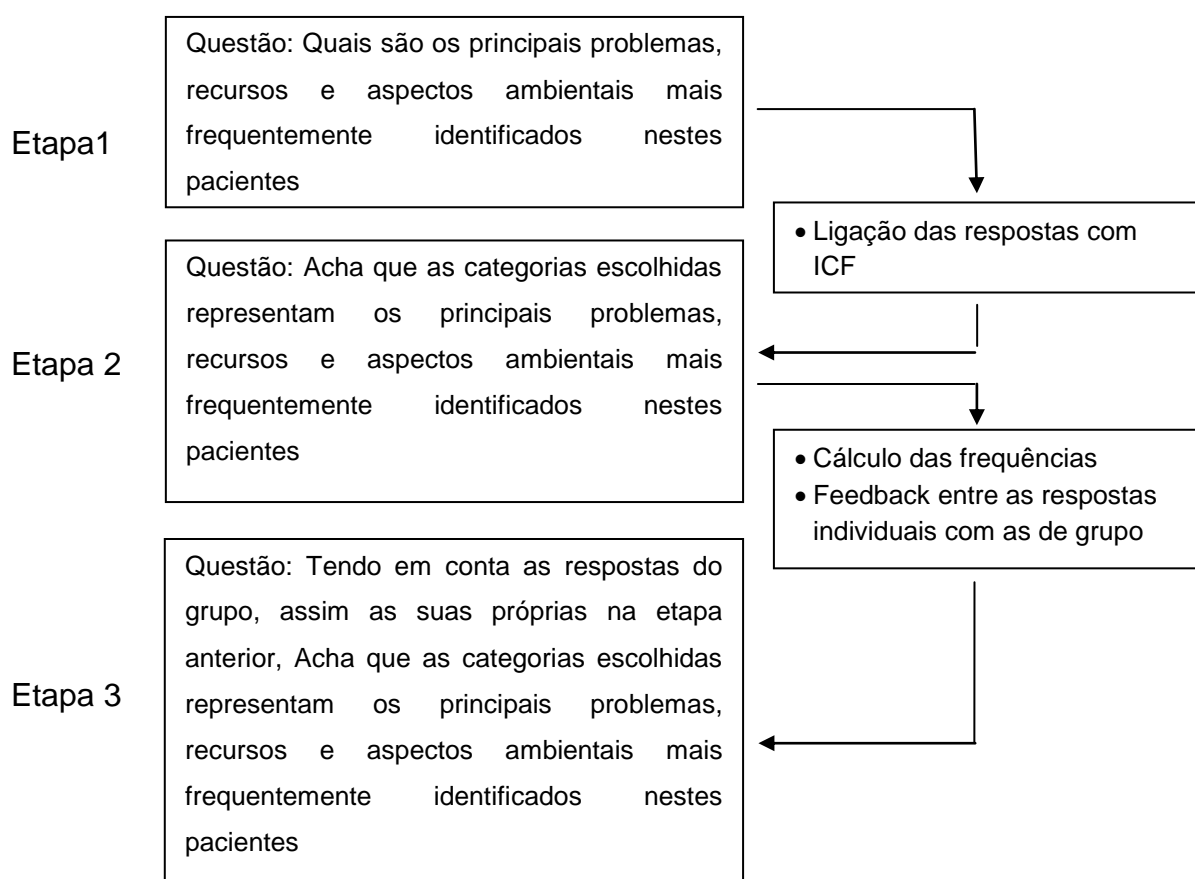 Etapa1
Questão: Quais são os principais problemas,
recursos e aspectos ambientais mais
frequentemente identificados nestes
pacientes
• Ligação das respostas com
ICF
Etapa 2
Questão: Acha que as categorias escolhidas
representam os principais problemas,
recursos e aspectos ambientais mais
frequentemente identificados nestes
pacientes
• Cálculo das frequências
• Feedback entre as respostas
individuais com as de grupo
Etapa 3
Questão: Tendo em conta as respostas do
grupo, assim as suas próprias na etapa
anterior, Acha que as categorias escolhidas
representam os principais problemas,
recursos e aspectos ambientais mais
frequentemente identificados nestes
pacientes